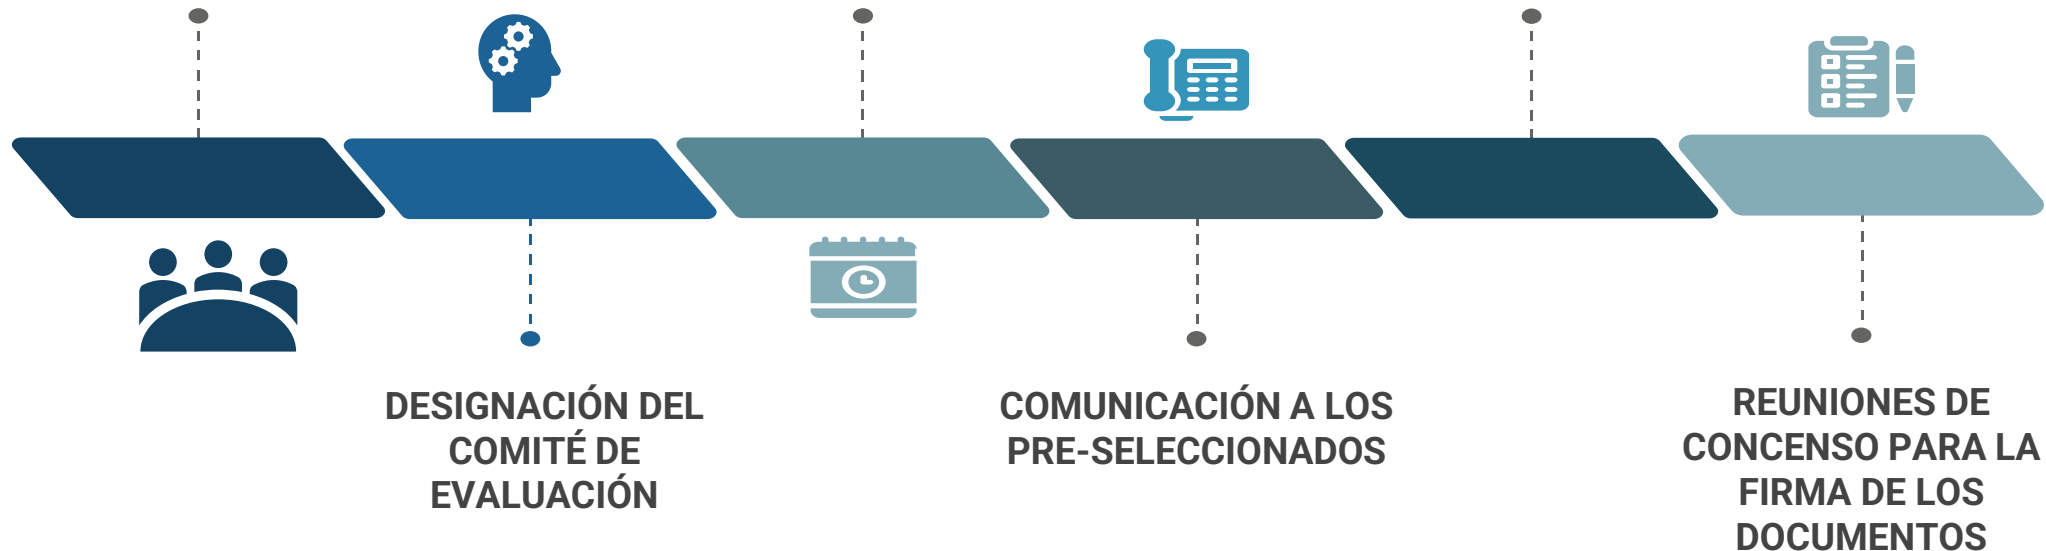 DESIGNACIÓN DEL
COMITÉ DE
EVALUACIÓN
COMUNICACIÓN A LOS
PRE-SELECCIONADOS
REUNIONES DE
CONCENSO PARA LA
FIRMA DE LOS
DOCUMENTOS